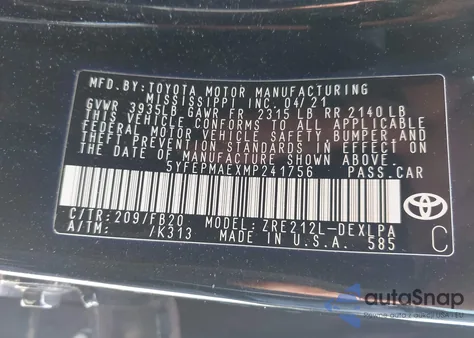 MFD. BY: TOYOTA MOTOR MANUFACTURING
MISSISSIPPI INC. 04/21
GVWR 3935LB GAWR FR 2315 LB RR 2140 LB
THIS VEHICLE CONFORMS TO ALL APPLICABLE
FEDERAL MOTOR VEHICLE SAFETY, BUMPER AND
THEFT PREVENTION STANDARDS IN EFFECT ON
THE DATE OF MANUFACTURE SHOWN ABOVE.
5YFEPMAEXMP241756 PASS.CAR
C/TR: 209/FB20 MODEL: ZRE212L-DEXLPA
A/TM: /K313 MADE IN U.S.A. 585
TOYOTA
C
autoSnap